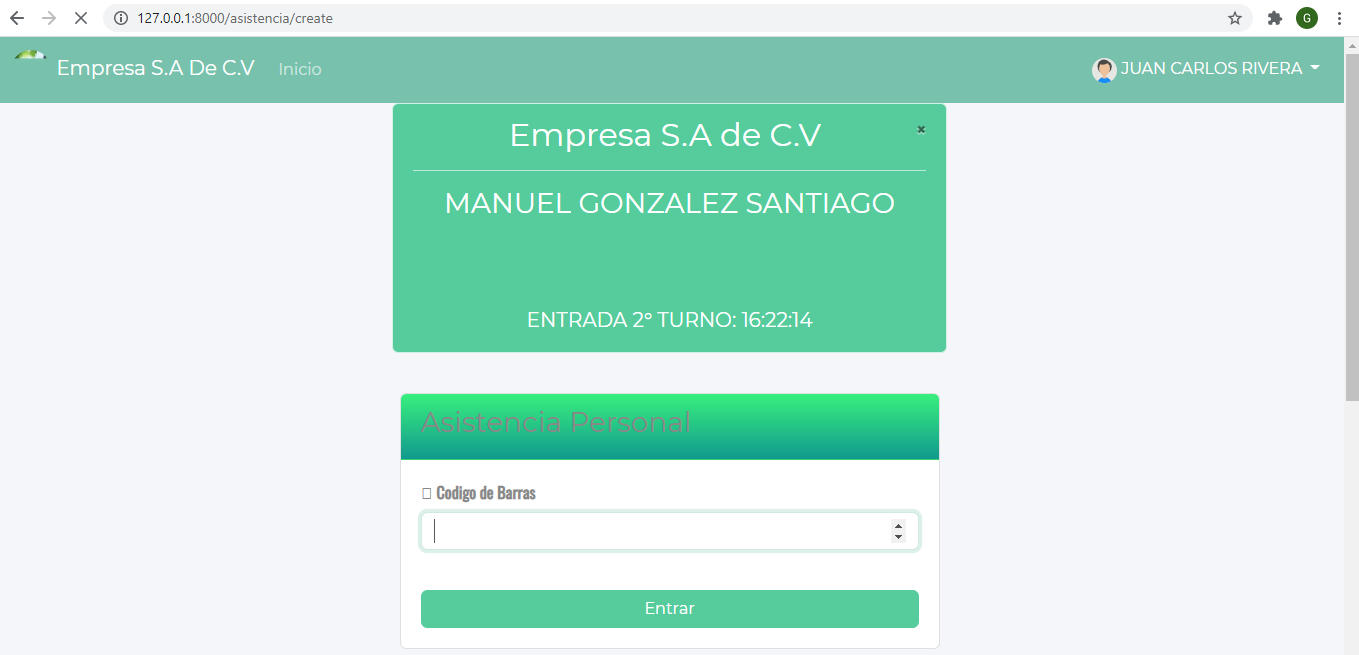 127.0.0.1:8000/asistencia/create
G
Empresa S.A De C.V Inicio JUAN CARLOS RIVERA
Empresa S.A de C.V
×
MANUEL GONZALEZ SANTIAGO
ENTRADA 2° TURNO: 16:22:14
Asistencia Personal
Codigo de Barras
Entrar